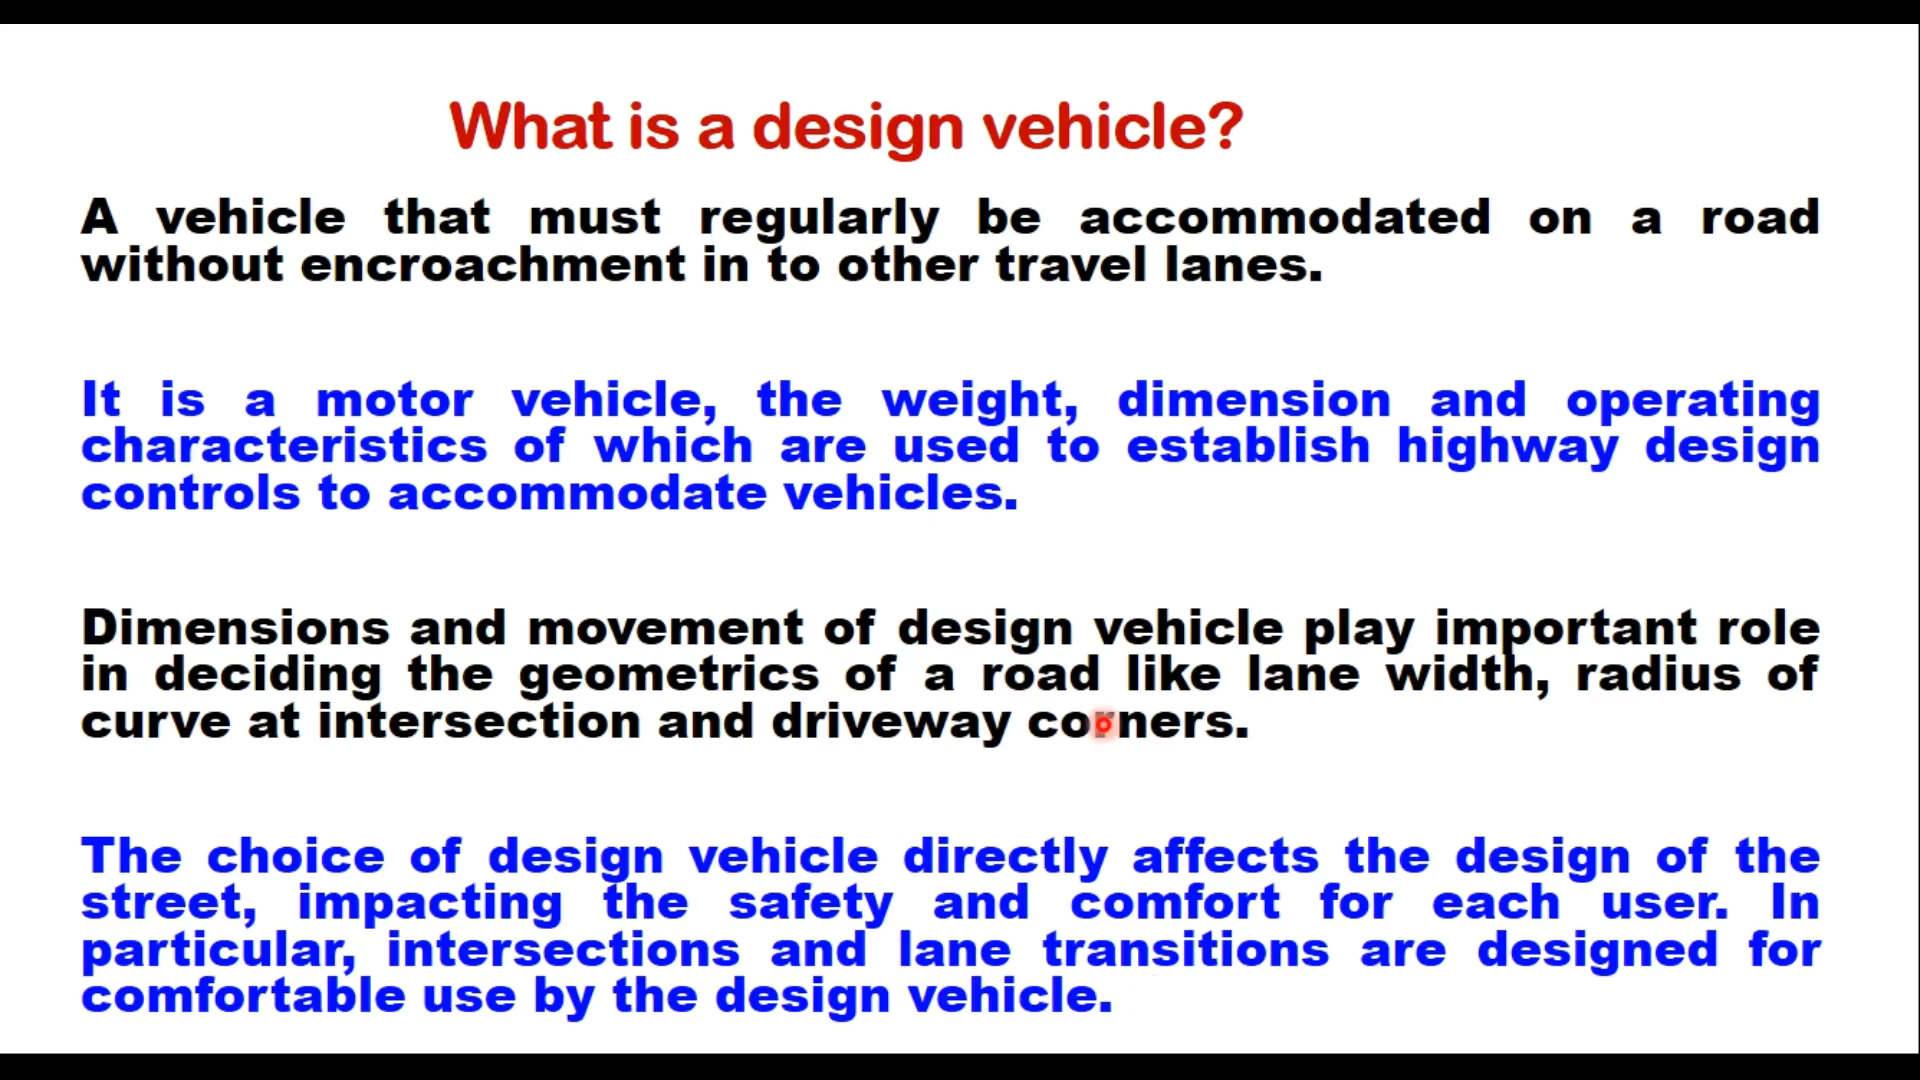 What is a design vehicle?
A vehicle that must regularly be accommodated on a road
without encroachment in to other travel lanes.
It is a motor vehicle, the weight, dimension and operating
characteristics of which are used to establish highway design
controls to accommodate vehicles.
Dimensions and movement of design vehicle play important role
in deciding the geometrics of a road like lane width, radius of
curve at intersection and driveway corners.
The choice of design vehicle directly affects the design of the
street, impacting the safety and comfort for each user. In
particular, intersections and lane transitions are designed for
comfortable use by the design vehicle.